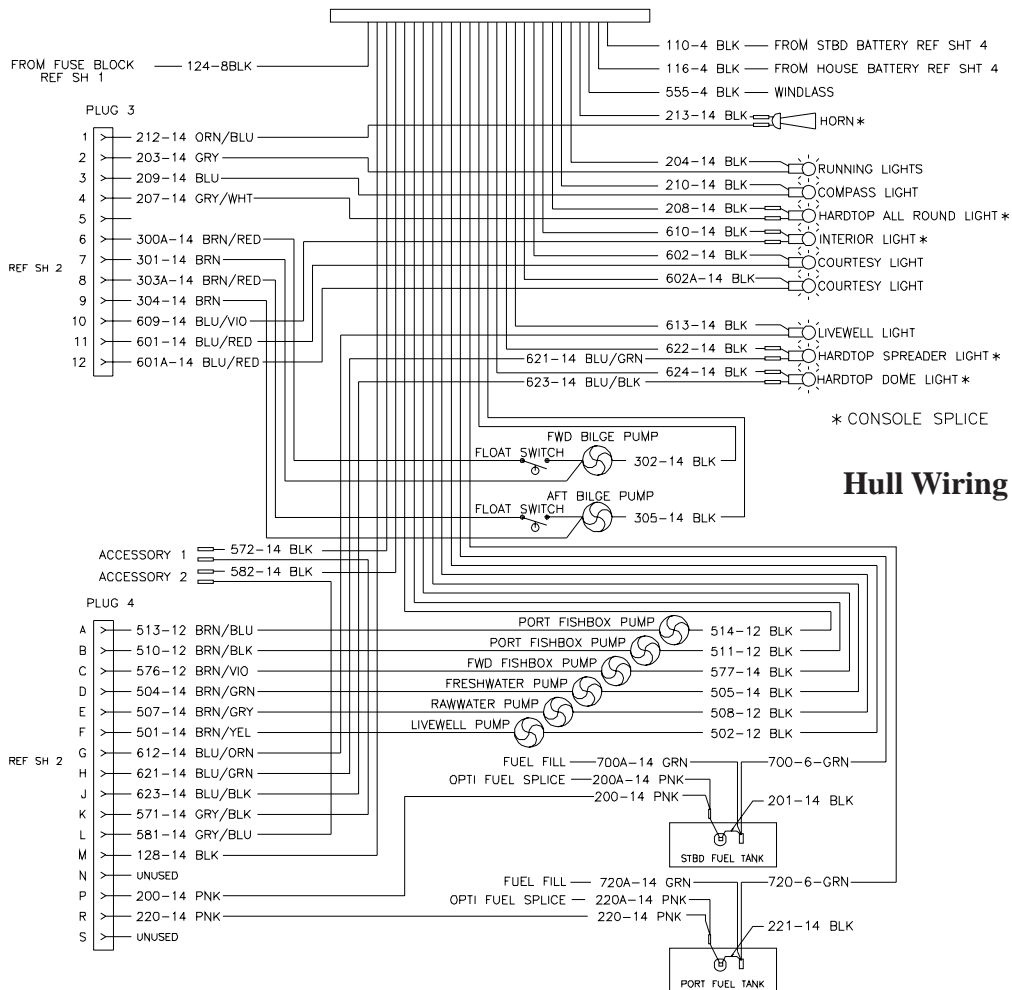 110-4 BLK — FROM STBD BATTERY REF SHT 4
FROM FUSE BLOCK — 124-8BLK
REF SH 1
116-4 BLK — FROM HOUSE BATTERY REF SHT 4
555-4 BLK — WINDLASS
PLUG 3
213-14 BLK HORN*
1 212-14 ORN/BLU
2 203-14 GRY
3 209-14 BLU
4 207-14 GRY/WHT
5
6 300A-14 BRN/RED
REF SH 2
7 301-14 BRN
8 303A-14 BRN/RED
9 304-14 BRN
10 609-14 BLU/VIO
11 601-14 BLU/RED
12 601A-14 BLU/RED
204-14 BLK RUNNING LIGHTS
210-14 BLK COMPASS LIGHT
208-14 BLK HARDTOP ALL ROUND LIGHT*
610-14 BLK INTERIOR LIGHT*
602-14 BLK COURTESY LIGHT
602A-14 BLK COURTESY LIGHT
613-14 BLK LIVEWELL LIGHT
622-14 BLK
621-14 BLU/GRN HARDTOP SPREADER LIGHT*
624-14 BLK
623-14 BLU/BLK HARDTOP DOME LIGHT*
* CONSOLE SPLICE
FWD BILGE PUMP
FLOAT SWITCH 302-14 BLK
Hull Wiring
AFT BILGE PUMP
FLOAT SWITCH 305-14 BLK
ACCESSORY 1 572-14 BLK
ACCESSORY 2 582-14 BLK
PLUG 4
A 513-12 BRN/BLU PORT FISHBOX PUMP 514-12 BLK
B 510-12 BRN/BLK PORT FISHBOX PUMP 511-12 BLK
C 576-12 BRN/VIO FWD FISHBOX PUMP 577-14 BLK
D 504-14 BRN/GRN FRESHWATER PUMP 505-14 BLK
E 507-14 BRN/GRY RAWWATER PUMP 508-12 BLK
F 501-14 BRN/YEL LIVEWELL PUMP 502-12 BLK
G 612-14 BLU/ORN
REF SH 2
H 621-14 BLU/GRN
J 623-14 BLU/BLK
K 571-14 GRY/BLK
L 581-14 GRY/BLU
M 128-14 BLK
N UNUSED
P 200-14 PNK
R 220-14 PNK
S UNUSED
FUEL FILL — 700A-14 GRN 700-6-GRN
OPTI FUEL SPLICE — 200A-14 PNK
200-14 PNK 201-14 BLK
STBD FUEL TANK
FUEL FILL — 720A-14 GRN 720-6-GRN
OPTI FUEL SPLICE — 220A-14 PNK
220-14 PNK 221-14 BLK
PORT FUEL TANK